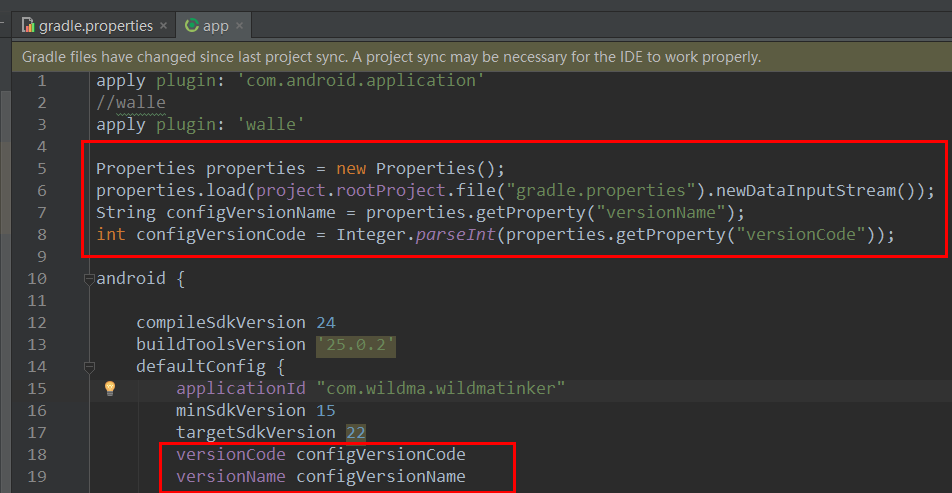 gradle.properties
app
Gradle files have changed since last project sync. A project sync may be necessary for the IDE to work properly.
1 apply plugin: 'com.android.application'
2 //walle
3 apply plugin: 'walle'
4
5 Properties properties = new Properties();
6 properties.load(project.rootProject.file("gradle.properties").newDataInputStream());
7 String configVersionName = properties.getProperty("versionName");
8 int configVersionCode = Integer.parseInt(properties.getProperty("versionCode"));
9
10 android {
11
12 compileSdkVersion 24
13 buildToolsVersion '25.0.2'
14 defaultConfig {
15 applicationId "com.wildma.wildmatinker"
16 minSdkVersion 15
17 targetSdkVersion 22
18 versionCode configVersionCode
19 versionName configVersionName